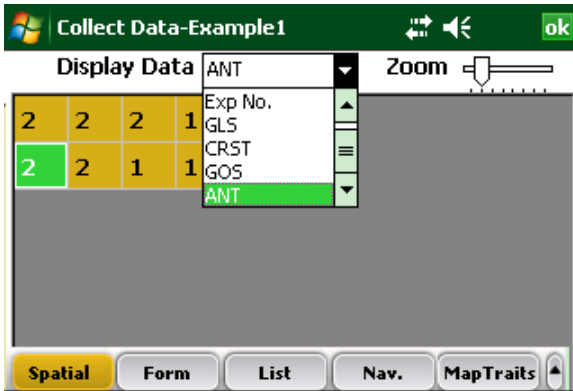 Collect Data-Example1 ok
Display Data ANT Zoom
Exp No.
GLS
CRST
GOS
ANT
2 2 2 1
2 2 1 1
Spatial Form List Nav. MapTraits